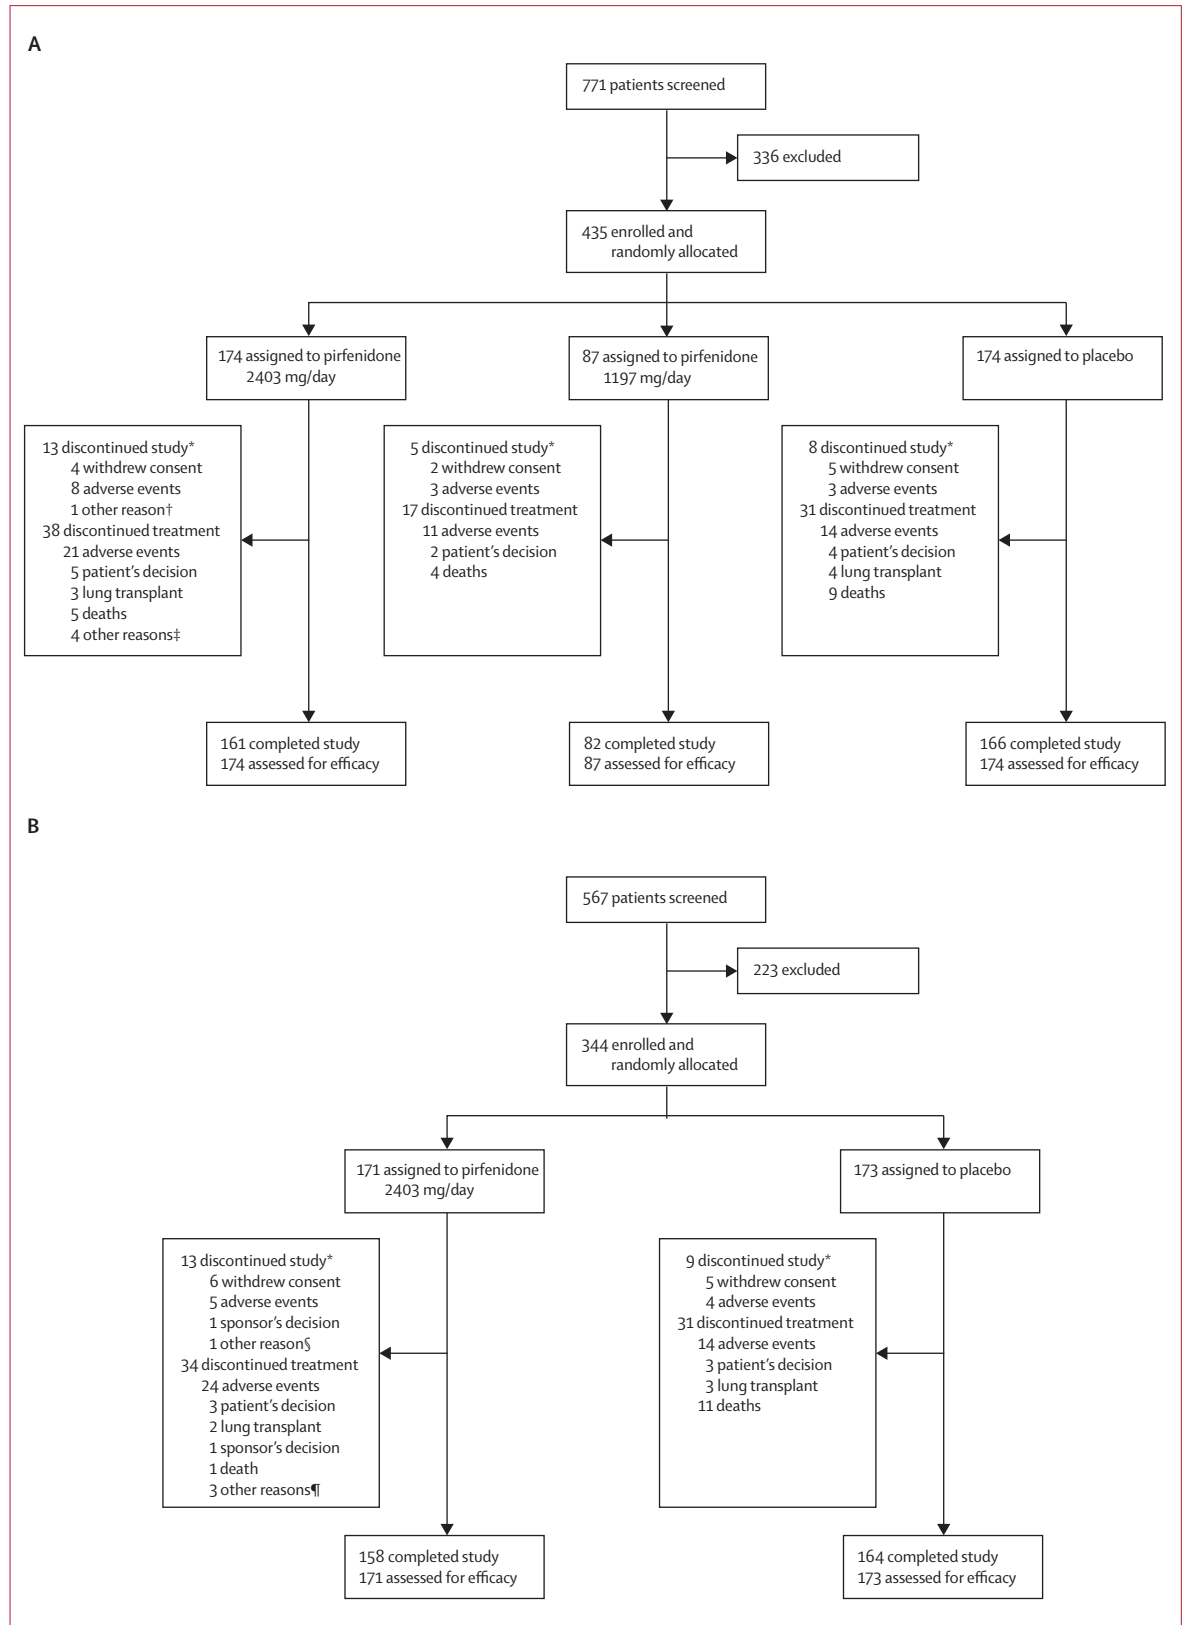 A
771 patients screened
336 excluded
435 enrolled and
randomly allocated
174 assigned to pirfenidone
2403 mg/day
87 assigned to pirfenidone
1197 mg/day
174 assigned to placebo
13 discontinued study*
4 withdrew consent
8 adverse events
1 other reason†
38 discontinued treatment
21 adverse events
5 patient's decision
3 lung transplant
5 deaths
4 other reasons‡
5 discontinued study*
2 withdrew consent
3 adverse events
17 discontinued treatment
11 adverse events
2 patient's decision
4 deaths
8 discontinued study*
5 withdrew consent
3 adverse events
31 discontinued treatment
14 adverse events
4 patient's decision
4 lung transplant
9 deaths
161 completed study
174 assessed for efficacy
82 completed study
87 assessed for efficacy
166 completed study
174 assessed for efficacy
B
567 patients screened
223 excluded
344 enrolled and
randomly allocated
171 assigned to pirfenidone
2403 mg/day
173 assigned to placebo
13 discontinued study*
6 withdrew consent
5 adverse events
1 sponsor's decision
1 other reason§
34 discontinued treatment
24 adverse events
3 patient's decision
2 lung transplant
1 sponsor's decision
1 death
3 other reasons¶
9 discontinued study*
5 withdrew consent
4 adverse events
31 discontinued treatment
14 adverse events
3 patient's decision
3 lung transplant
11 deaths
158 completed study
171 assessed for efficacy
164 completed study
173 assessed for efficacy